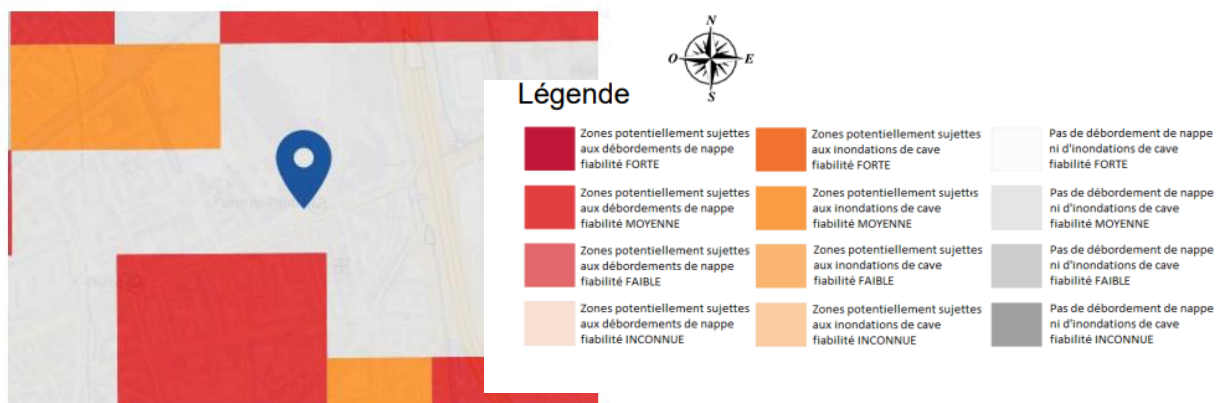 N
O
E
S
Légende
Zones potentiellement sujettes
aux débordements de nappe
fiabilité FORTE
Zones potentiellement sujettes
aux inondations de cave
fiabilité FORTE
Pas de débordement de nappe
ni d'inondations de cave
fiabilité FORTE
Zones potentiellement sujettes
aux débordements de nappe
fiabilité MOYENNE
Zones potentiellement sujettis
aux inondations de cave
fiabilité MOYENNE
Pas de débordement de nappe
ni d'inondations de cave
fiabilité MOYENNE
Zones potentiellement sujettes
aux débordements de nappe
fiabilité FAIBLE
Zones potentiellement sujettes
aux inondations de cave
fiabilité FAIBLE
Pas de débordement de nappe
ni d'inondations de cave
fiabilité FAIBLE
Zones potentiellement sujettes
aux débordements de nappe
fiabilité INCONNUE
Zones potentiellement sujettes
aux inondations de cave
fiabilité INCONNUE
Pas de débordement de nappe
ni d'inondations de cave
fiabilité INCONNUE